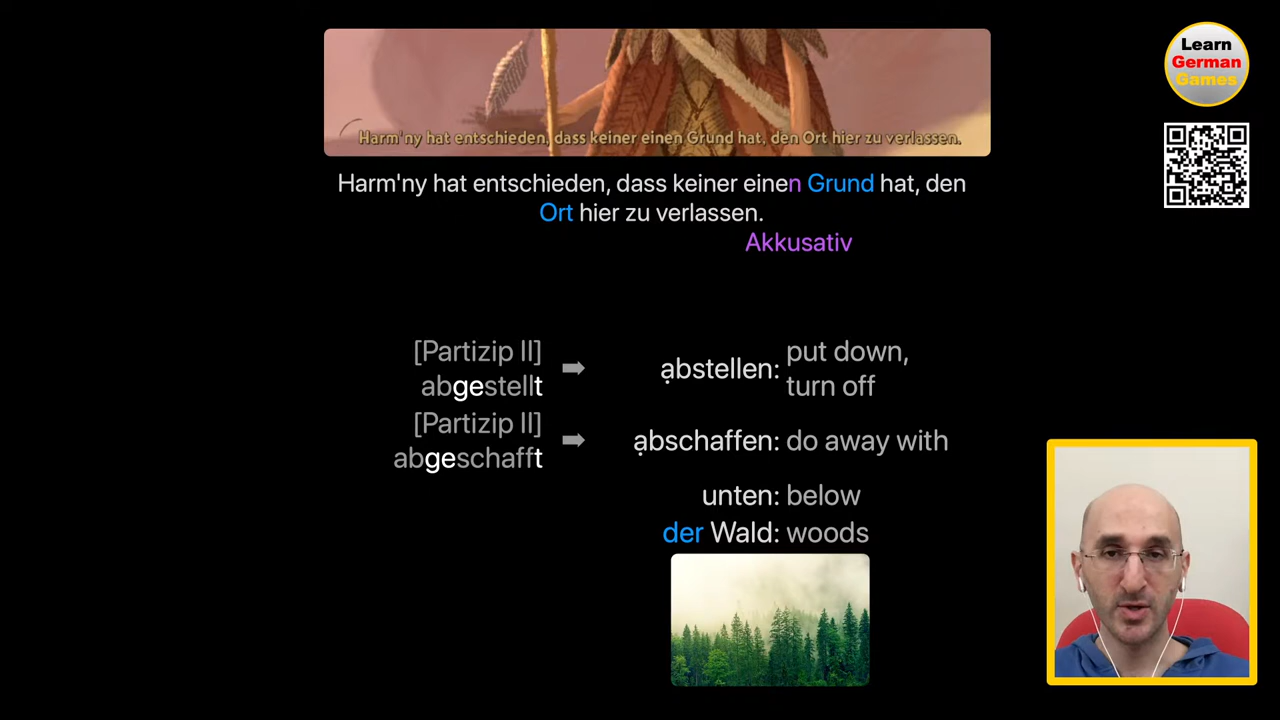 Learn
German
Games
Harm'ny hat entschieden, dass keiner einen Grund hat, den Ort hier zu verlassen.
Harm'ny hat entschieden, dass keiner einen Grund hat, den
Ort hier zu verlassen.
Akkusativ
[Partizip II]
abgestellt
➡
ạbstellen: put down,
turn off
[Partizip II]
abgeschafft
➡
ạbschaffen: do away with
unten: below
der Wald: woods